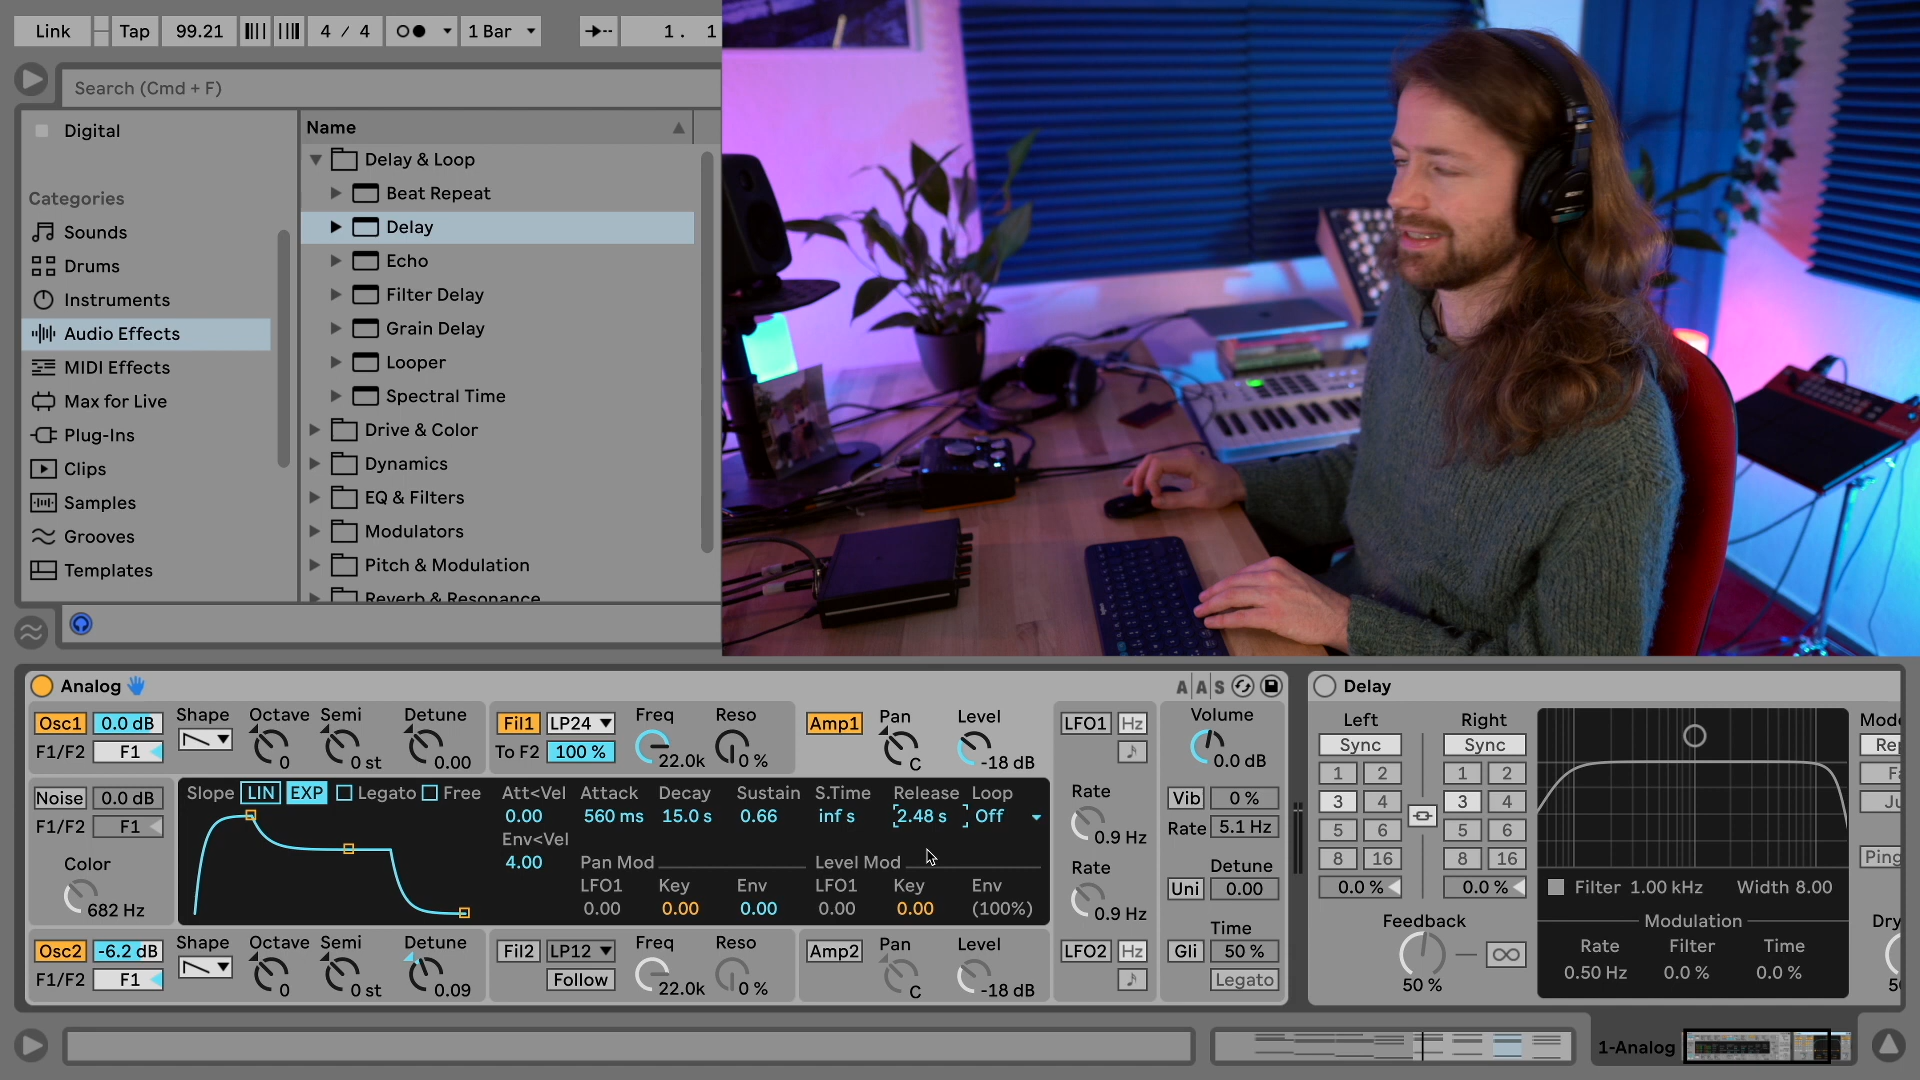 Link Tap 99.21 4 / 4 1 Bar 1. 1
Search (Cmd + F)
Digital
Categories
Sounds
Drums
Instruments
Audio Effects
MIDI Effects
Max for Live
Plug-Ins
Clips
Samples
Grooves
Templates
Name
Delay & Loop
Beat Repeat
Delay
Echo
Filter Delay
Grain Delay
Looper
Spectral Time
Drive & Color
Dynamics
EQ & Filters
Modulators
Pitch & Modulation
Reverb & Resonance
Analog A A S
Osc1 0.0 dB Shape Octave Semi Detune
F1/F2 F1 0 0 st 0.00
Fil1 LP24 Freq Reso
To F2 100 % 22.0k 0 %
Amp1 Pan Level
C -18 dB
LFO1 Hz
Volume
0.0 dB
Noise 0.0 dB
F1/F2 F1
Color
682 Hz
Slope LIN EXP Legato Free
Att<Vel Attack Decay Sustain S.Time Release Loop
0.00 560 ms 15.0 s 0.66 inf s 2.48 s Off
Env<Vel
4.00
Pan Mod Level Mod
LFO1 Key Env LFO1 Key Env
0.00 0.00 0.00 0.00 0.00 (100%)
Rate
0.9 Hz
Rate
0.9 Hz
Vib 0 %
Rate 5.1 Hz
Detune
Uni 0.00
Time
Gli 50 %
Legato
Osc2 -6.2 dB Shape Octave Semi Detune
F1/F2 F1 0 0 st 0.09
Fil2 LP12 Freq Reso
Follow 22.0k 0 %
Amp2 Pan Level
C -18 dB
LFO2 Hz
Delay
Left Right
Sync Sync
1 2 1 2
3 4 3 4
5 6 5 6
8 16 8 16
0.0 % 0.0 %
Feedback
50 %
Filter 1.00 kHz Width 8.00
Modulation
Rate Filter Time
0.50 Hz 0.0 % 0.0 %
Mod
Re
F
Ju
Ping
Dry
1-Analog